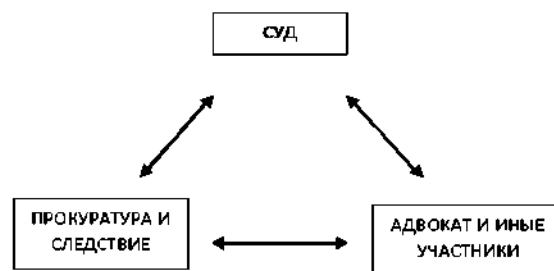 СУД
ПРОКУРАТУРА И
СЛЕДСТВИЕ
АДВОКАТ И ИНЫЕ
УЧАСТНИКИ